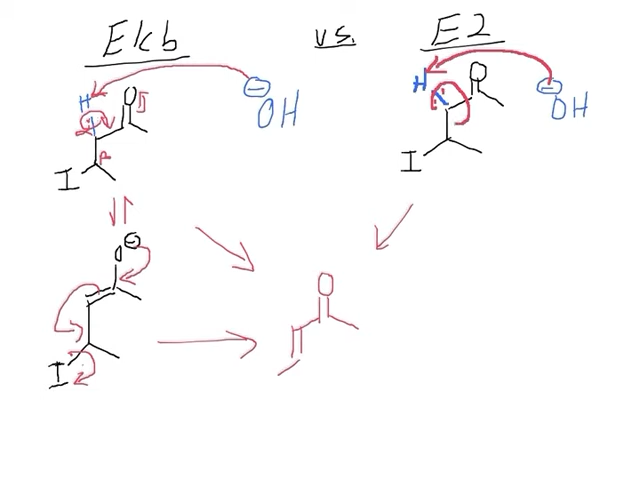 E1cb vs. E2
H O ⊖ OH
I
H O ⊖ OH
I
O ⊖
I
O